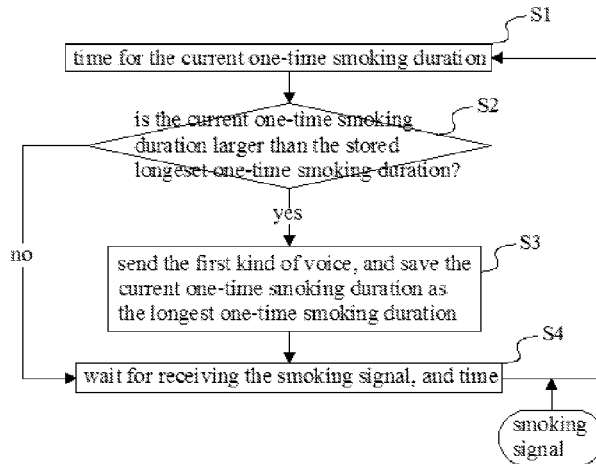 S1
time for the current one-time smoking duration
S2
is the current one-time smoking
duration larger than the stored
longeset one-time smoking duration?
yes
no
S3
send the first kind of voice, and save the
current one-time smoking duration as
the longest one-time smoking duration
S4
wait for receiving the smoking signal, and time
smoking
signal